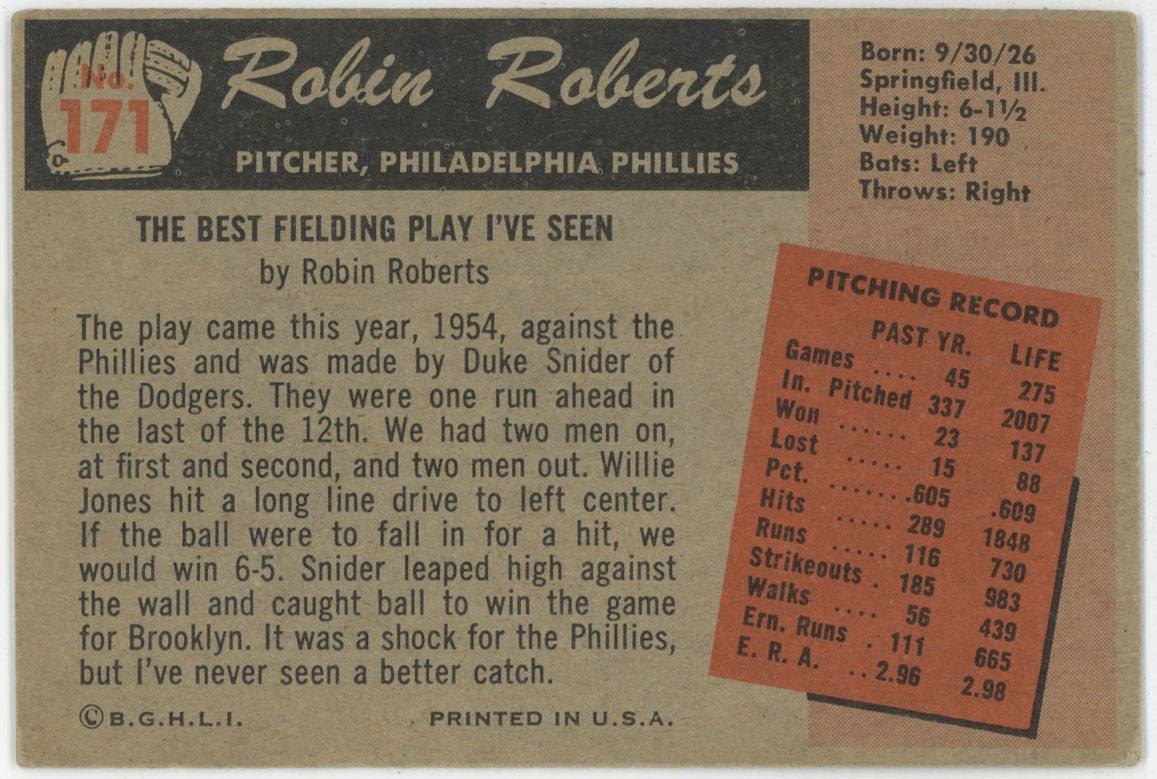 No.
171
Robin Roberts
PITCHER, PHILADELPHIA PHILLIES
Born: 9/30/26
Springfield, Ill.
Height: 6-1½
Weight: 190
Bats: Left
Throws: Right
THE BEST FIELDING PLAY I'VE SEEN
by Robin Roberts
The play came this year, 1954, against the
Phillies and was made by Duke Snider of
the Dodgers. They were one run ahead in
the last of the 12th. We had two men on,
at first and second, and two men out. Willie
Jones hit a long line drive to left center.
If the ball were to fall in for a hit, we
would win 6-5. Snider leaped high against
the wall and caught ball to win the game
for Brooklyn. It was a shock for the Phillies,
but I've never seen a better catch.
©B.G.H.L.I. PRINTED IN U.S.A.
PITCHING RECORD
PAST YR. LIFE
Games .... 45 275
In. Pitched 337 2007
Won ...... 23 137
Lost ..... 15 88
Pct. .......605 .609
Hits ..... 289 1848
Runs ..... 116 730
Strikeouts . 185 983
Walks .... 56 439
Ern. Runs . 111 665
E. R. A. ..2.96 2.98